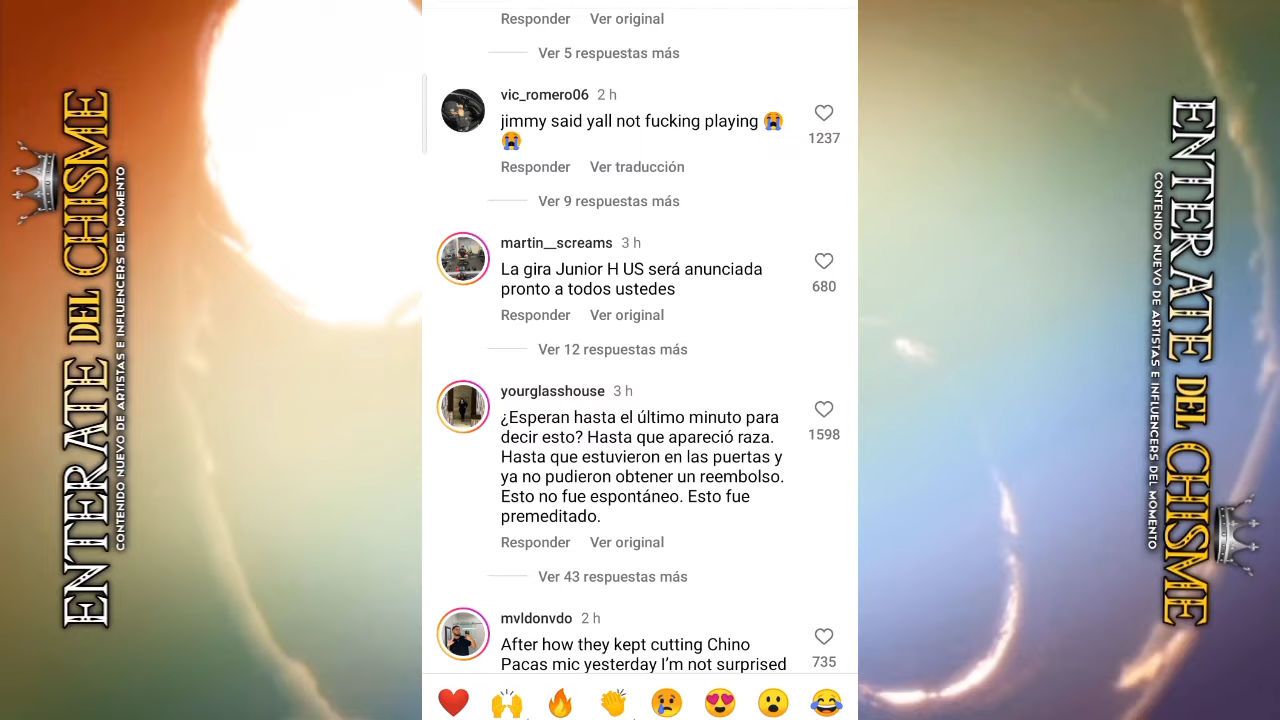 ENTERATE DEL CHISME
CONTENIDO NUEVO DE ARTISTAS E INFLUENCERS DEL MOMENTO
Responder Ver original
Ver 5 respuestas más
vic_romero06 2 h
jimmy said yall not fucking playing 😭
😭
1237
Responder Ver traducción
Ver 9 respuestas más
martin__screams 3 h
La gira Junior H US será anunciada
pronto a todos ustedes
680
Responder Ver original
Ver 12 respuestas más
yourglasshouse 3 h
¿Esperan hasta el último minuto para
decir esto? Hasta que apareció raza.
Hasta que estuvieron en las puertas y
ya no pudieron obtener un reembolso.
Esto no fue espontáneo. Esto fue
premeditado.
1598
Responder Ver original
Ver 43 respuestas más
mvldonvdo 2 h
After how they kept cutting Chino
Pacas mic yesterday I’m not surprised
735
ENTERATE DEL CHISME
CONTENIDO NUEVO DE ARTISTAS E INFLUENCERS DEL MOMENTO